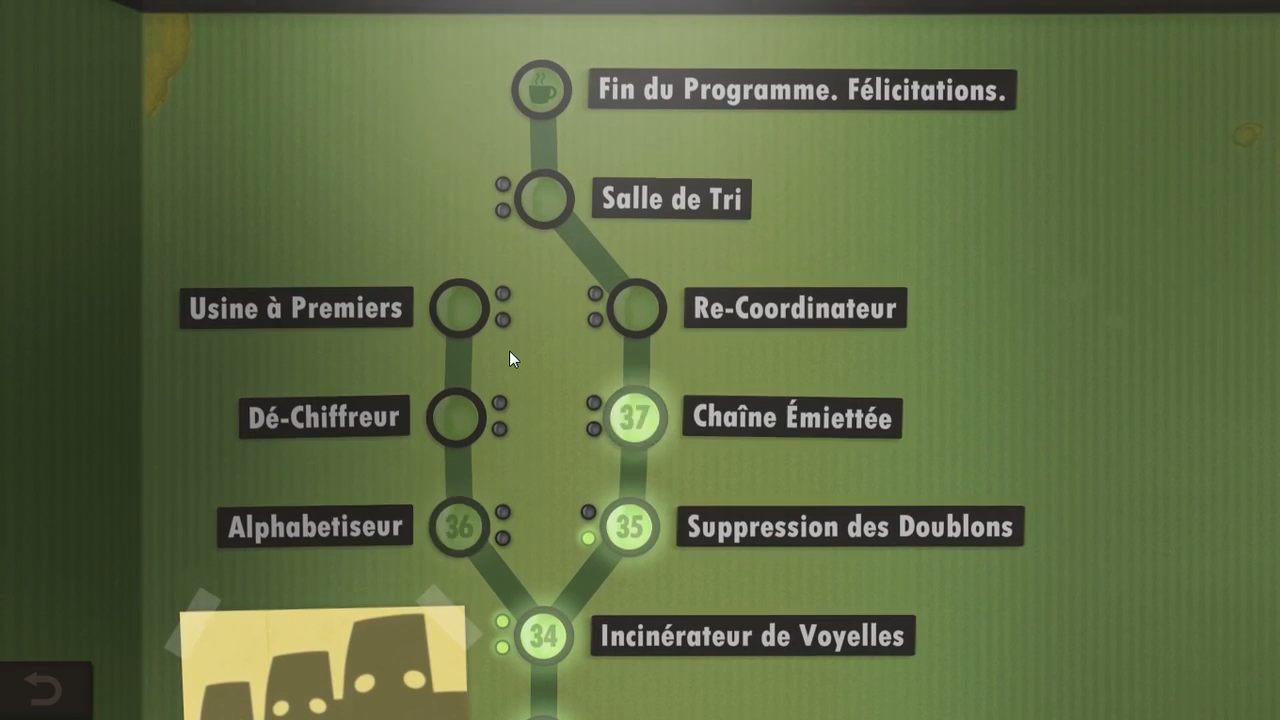 Fin du Programme. Félicitations.
Salle de Tri
Usine à Premiers
Re-Coordinateur
Dé-Chiffreur
37
Chaîne Émiettée
Alphabetiseur
36
35
Suppression des Doublons
34
Incinérateur de Voyelles